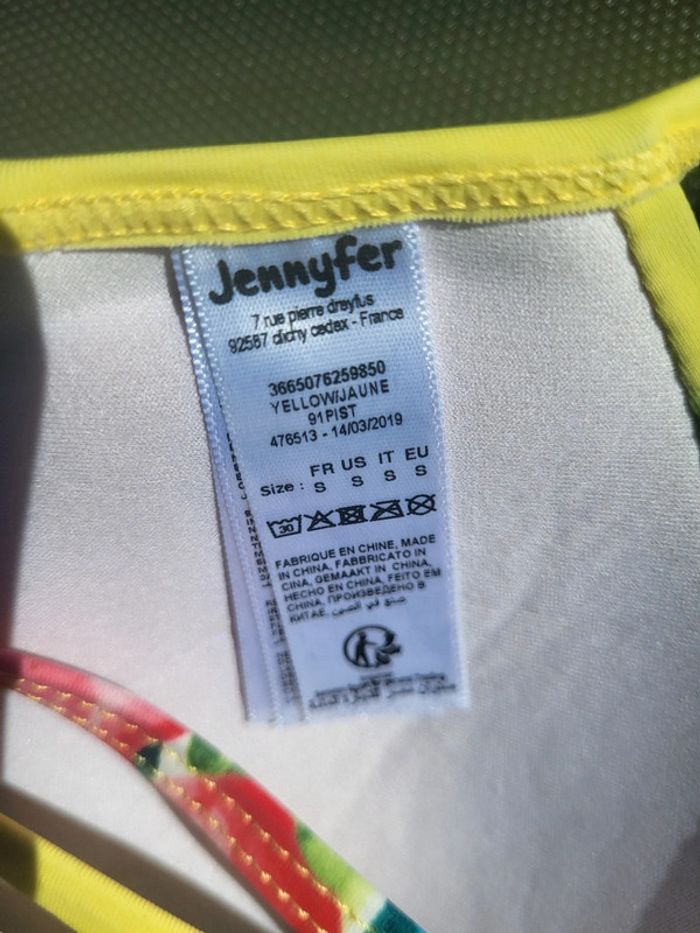 Jennyfer
7 rue pierre dreyfus
92587 clichy cedex - France
3665076259850
YELLOW/JAUNE
91PIST
476513 - 14/03/2019
FR US IT EU
Size : S S S S
30
FABRIQUE EN CHINE, MADE
IN CHINA, FABBRICATO IN
CINA, GEMAAKT IN CHINA,
HECHO EN CHINA, FEITO EM
CHINA, ПРОИЗВЕДЕНО В
КИТАЕ, صنع في الصين